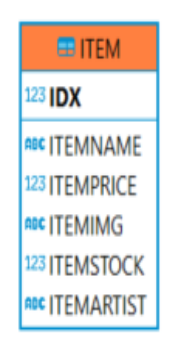 ITEM
123 IDX
ABC ITEMNAME
123 ITEMPRICE
ABC ITEMIMG
123 ITEMSTOCK
ABC ITEMARTIST